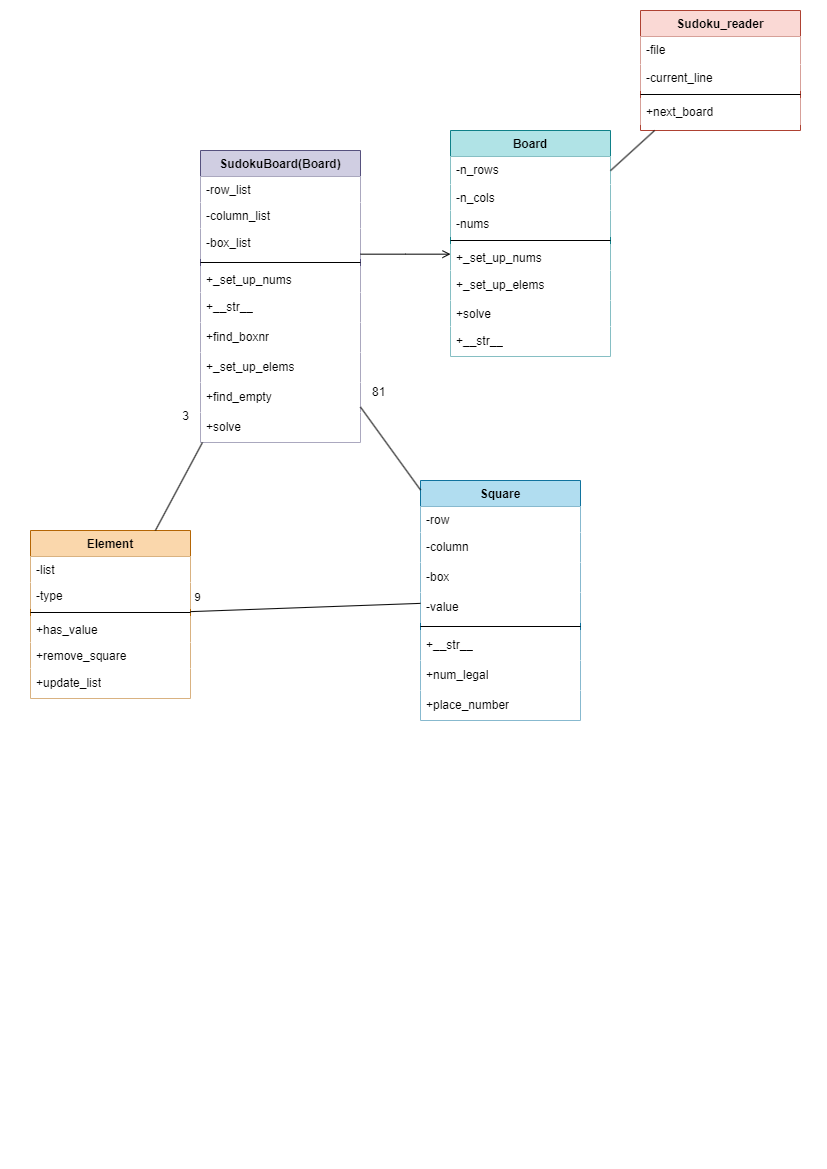 Sudoku_reader
-file
-current_line
+next_board
Board
-n_rows
-n_cols
-nums
+_set_up_nums
+_set_up_elems
+solve
+__str__
SudokuBoard(Board)
-row_list
-column_list
-box_list
+_set_up_nums
+__str__
+find_boxnr
+_set_up_elems
+find_empty
+solve
81
3
Square
-row
-column
-box
-value
+__str__
+num_legal
+place_number
Element
-list
-type
+has_value
+remove_square
+update_list
9